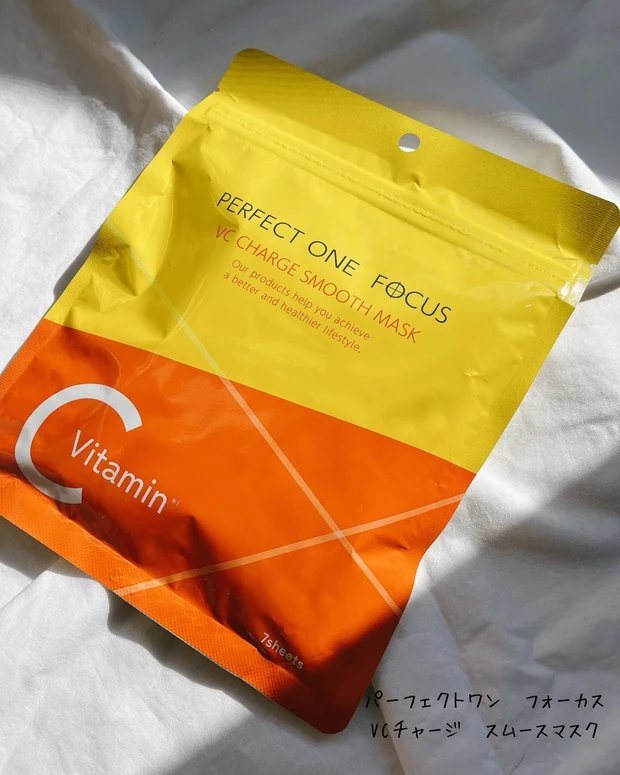 PERFECT ONE FOCUS
VC CHARGE SMOOTH MASK
Our products help you achieve
a better and healthier lifestyle.
C
Vitamin ※1
7sheets
パーフェクトワン　フォーカス
VCチャージ　スムースマスク